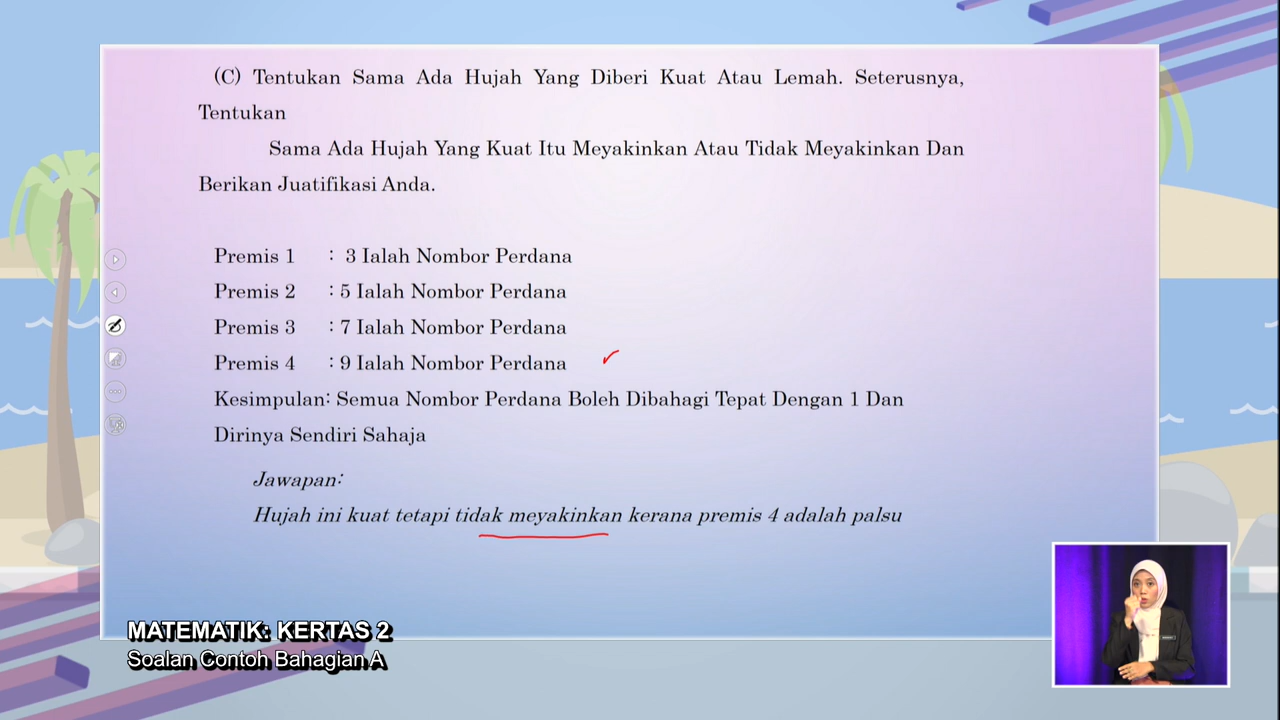 (C) Tentukan Sama Ada Hujah Yang Diberi Kuat Atau Lemah. Seterusnya,
Tentukan
Sama Ada Hujah Yang Kuat Itu Meyakinkan Atau Tidak Meyakinkan Dan
Berikan Juatifikasi Anda.
Premis 1 : 3 Ialah Nombor Perdana
Premis 2 : 5 Ialah Nombor Perdana
Premis 3 : 7 Ialah Nombor Perdana
Premis 4 : 9 Ialah Nombor Perdana
Kesimpulan: Semua Nombor Perdana Boleh Dibahagi Tepat Dengan 1 Dan
Dirinya Sendiri Sahaja
Jawapan:
Hujah ini kuat tetapi tidak meyakinkan kerana premis 4 adalah palsu
MATEMATIK: KERTAS 2
Soalan Contoh Bahagian A